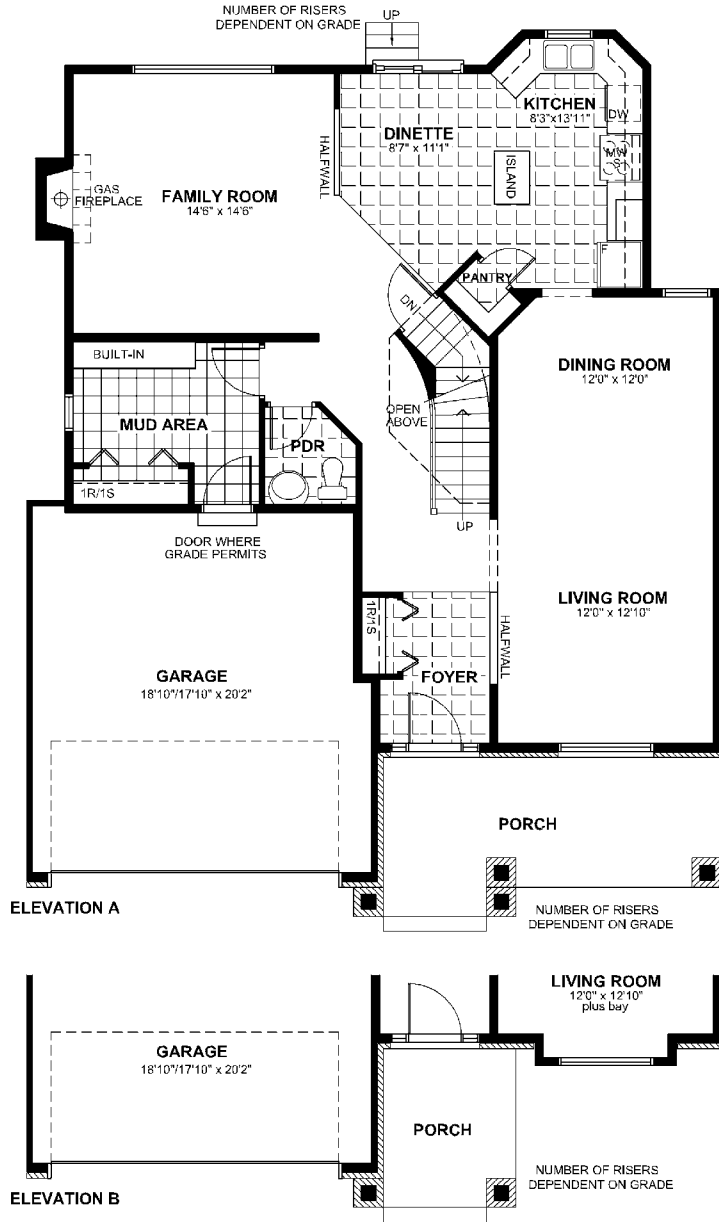 NUMBER OF RISERS
DEPENDENT ON GRADE
UP
KITCHEN
8'3"x13'11"
DW
DINETTE
8'7" x 11'1"
HALFWALL
MW
S
ISLAND
GAS
FIREPLACE
FAMILY ROOM
14'6" x 14'6"
F
PANTRY
DN
BUILT-IN
DINING ROOM
12'0" x 12'0"
MUD AREA
OPEN
ABOVE
PDR
1R/1S
UP
DOOR WHERE
GRADE PERMITS
LIVING ROOM
12'0" x 12'10"
1R/1S
HALFWALL
FOYER
GARAGE
18'10"/17'10" x 20'2"
PORCH
ELEVATION A
NUMBER OF RISERS
DEPENDENT ON GRADE
LIVING ROOM
12'0" x 12'10"
plus bay
GARAGE
18'10"/17'10" x 20'2"
PORCH
NUMBER OF RISERS
DEPENDENT ON GRADE
ELEVATION B